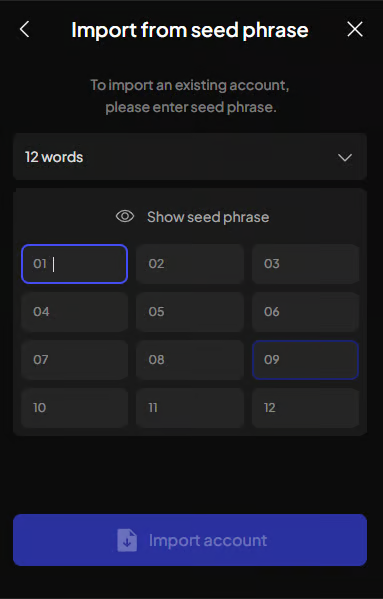 Import from seed phrase
To import an existing account,
please enter seed phrase.
12 words
Show seed phrase
01 02 03
04 05 06
07 08 09
10 11 12
Import account